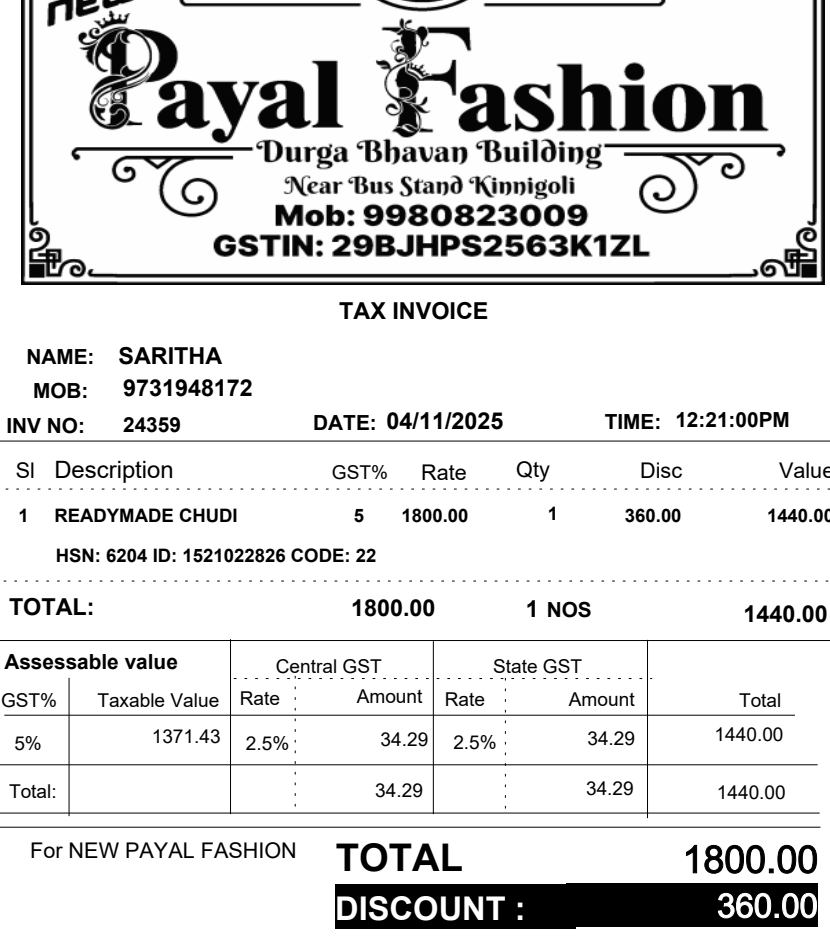 new
Payal Fashion
Durga Bhavan Building
Near Bus Stand Kinnigoli
Mob: 9980823009
GSTIN: 29BJHPS2563K1ZL
TAX INVOICE
NAME: SARITHA
MOB: 9731948172
INV NO: 24359 DATE: 04/11/2025 TIME: 12:21:00PM
Sl Description GST% Rate Qty Disc Value
1 READYMADE CHUDI 5 1800.00 1 360.00 1440.00
HSN: 6204 ID: 1521022826 CODE: 22
TOTAL: 1800.00 1 NOS 1440.00
Assessable value Central GST State GST
GST% Taxable Value Rate Amount Rate Amount Total
5% 1371.43 2.5% 34.29 2.5% 34.29 1440.00
Total: 34.29 34.29 1440.00
For NEW PAYAL FASHION TOTAL 1800.00
DISCOUNT : 360.00